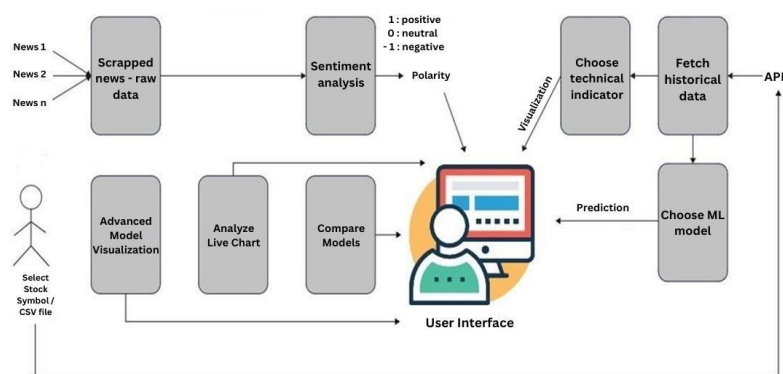 News 1
News 2
News n
Scrapped
news - raw
data
Sentiment
analysis
1 : positive
0 : neutral
-1 : negative
Polarity
Visualization
Choose
technical
indicator
Fetch
historical
data
API
Select
Stock
Symbol /
CSV file
Advanced
Model
Visualization
Analyze
Live Chart
Compare
Models
User Interface
Prediction
Choose ML
model